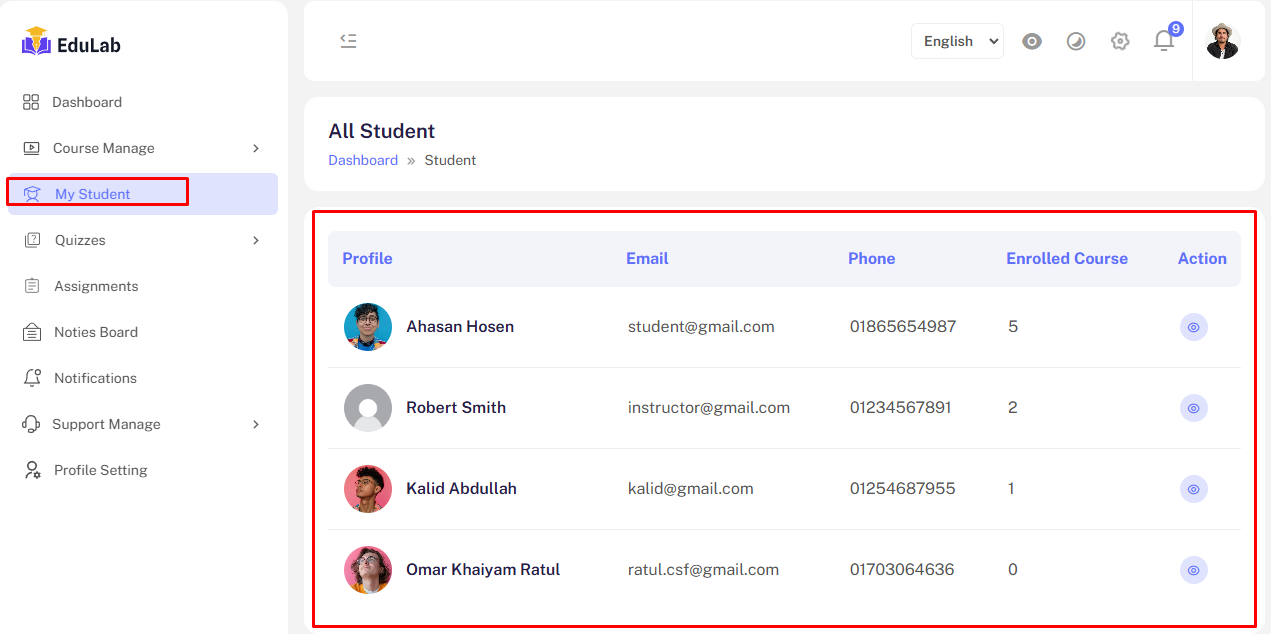 EduLab
English
9
Dashboard
Course Manage
My Student
Quizzes
Assignments
Noties Board
Notifications
Support Manage
Profile Setting
All Student
Dashboard » Student
Profile Email Phone Enrolled Course Action
Ahasan Hosen student@gmail.com 01865654987 5
Robert Smith instructor@gmail.com 01234567891 2
Kalid Abdullah kalid@gmail.com 01254687955 1
Omar Khaiyam Ratul ratul.csf@gmail.com 01703064636 0